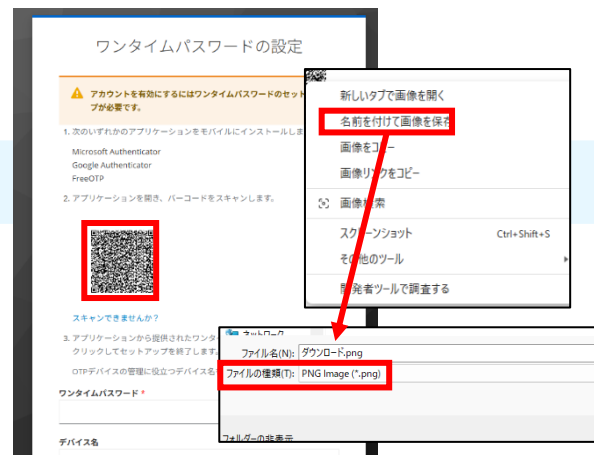 ワンタイムパスワードの設定
アカウントを有効にするにはワンタイムパスワードのセット
プが必要です。
1. 次のいずれかのアプリケーションをモバイルにインストールしま
Microsoft Authenticator
Google Authenticator
FreeOTP
2. アプリケーションを開き、バーコードをスキャンします。
スキャンできませんか?
3. アプリケーションから提供されたワンタ
クリックしてセットアップを終了します。
OTPデバイスの管理に役立つデバイス名
ワンタイムパスワード *
デバイス名
新しいタブで画像を開く
名前を付けて画像を保存
画像をコピー
画像リンクをコピー
画像検索
スクリーンショット Ctrl+Shift+S
その他のツール
開発者ツールで調査する
ネットワーク
ファイル名(N): ダウンロード.png
ファイルの種類(T): PNG Image (*.png)
フォルダーの非表示